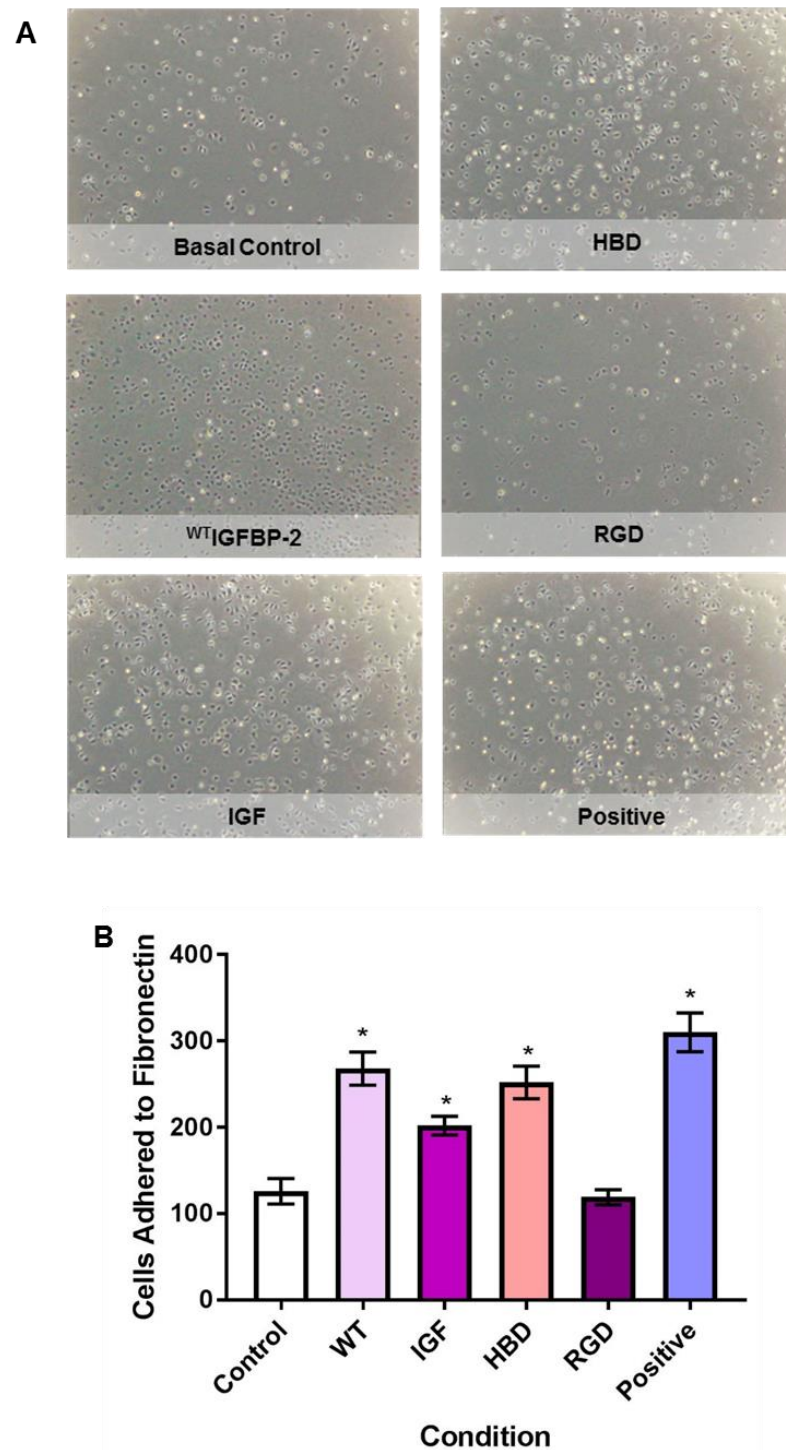 A
Basal Control
HBD
WTIGFBP-2
RGD
IGF
Positive
B
Cells Adhered to Fibronectin
400
300
200
100
0
*
*
*
*
Control
WT
IGF
HBD
RGD
Positive
Condition